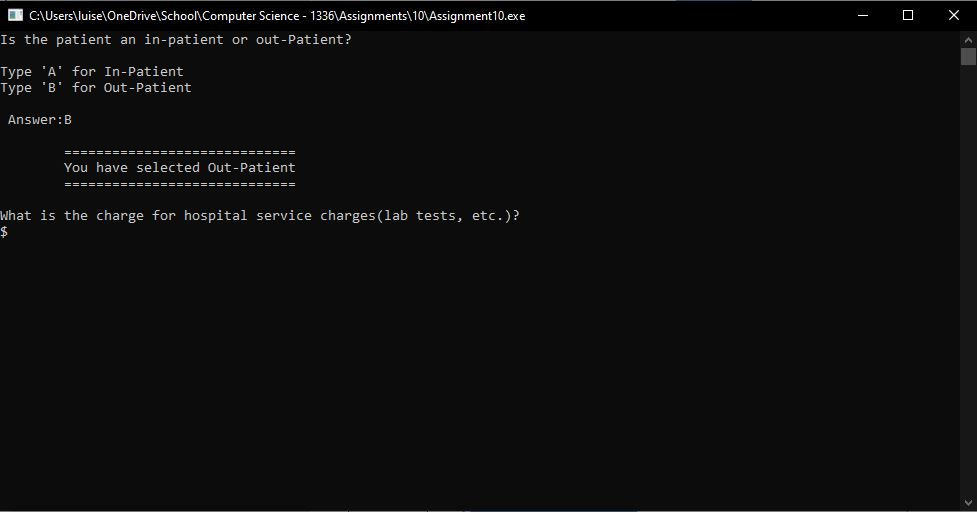 C:\Users\luise\OneDrive\School\Computer Science - 1336\Assignments\10\Assignment10.exe
Is the patient an in-patient or out-Patient?
Type 'A' for In-Patient
Type 'B' for Out-Patient
Answer:B
=============================
You have selected Out-Patient
=============================
What is the charge for hospital service charges(lab tests, etc.)?
$